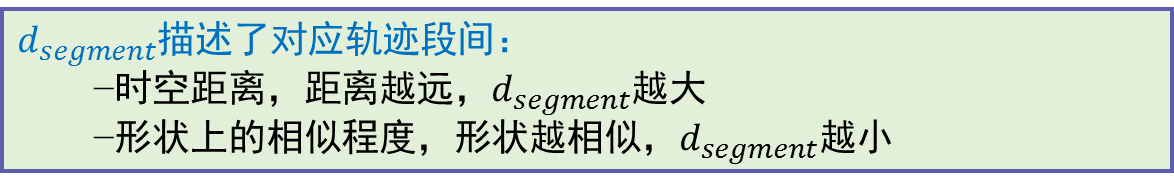 d_segment描述了对应轨迹段间：
–时空距离，距离越远，d_segment越大
–形状上的相似程度，形状越相似，d_segment越小